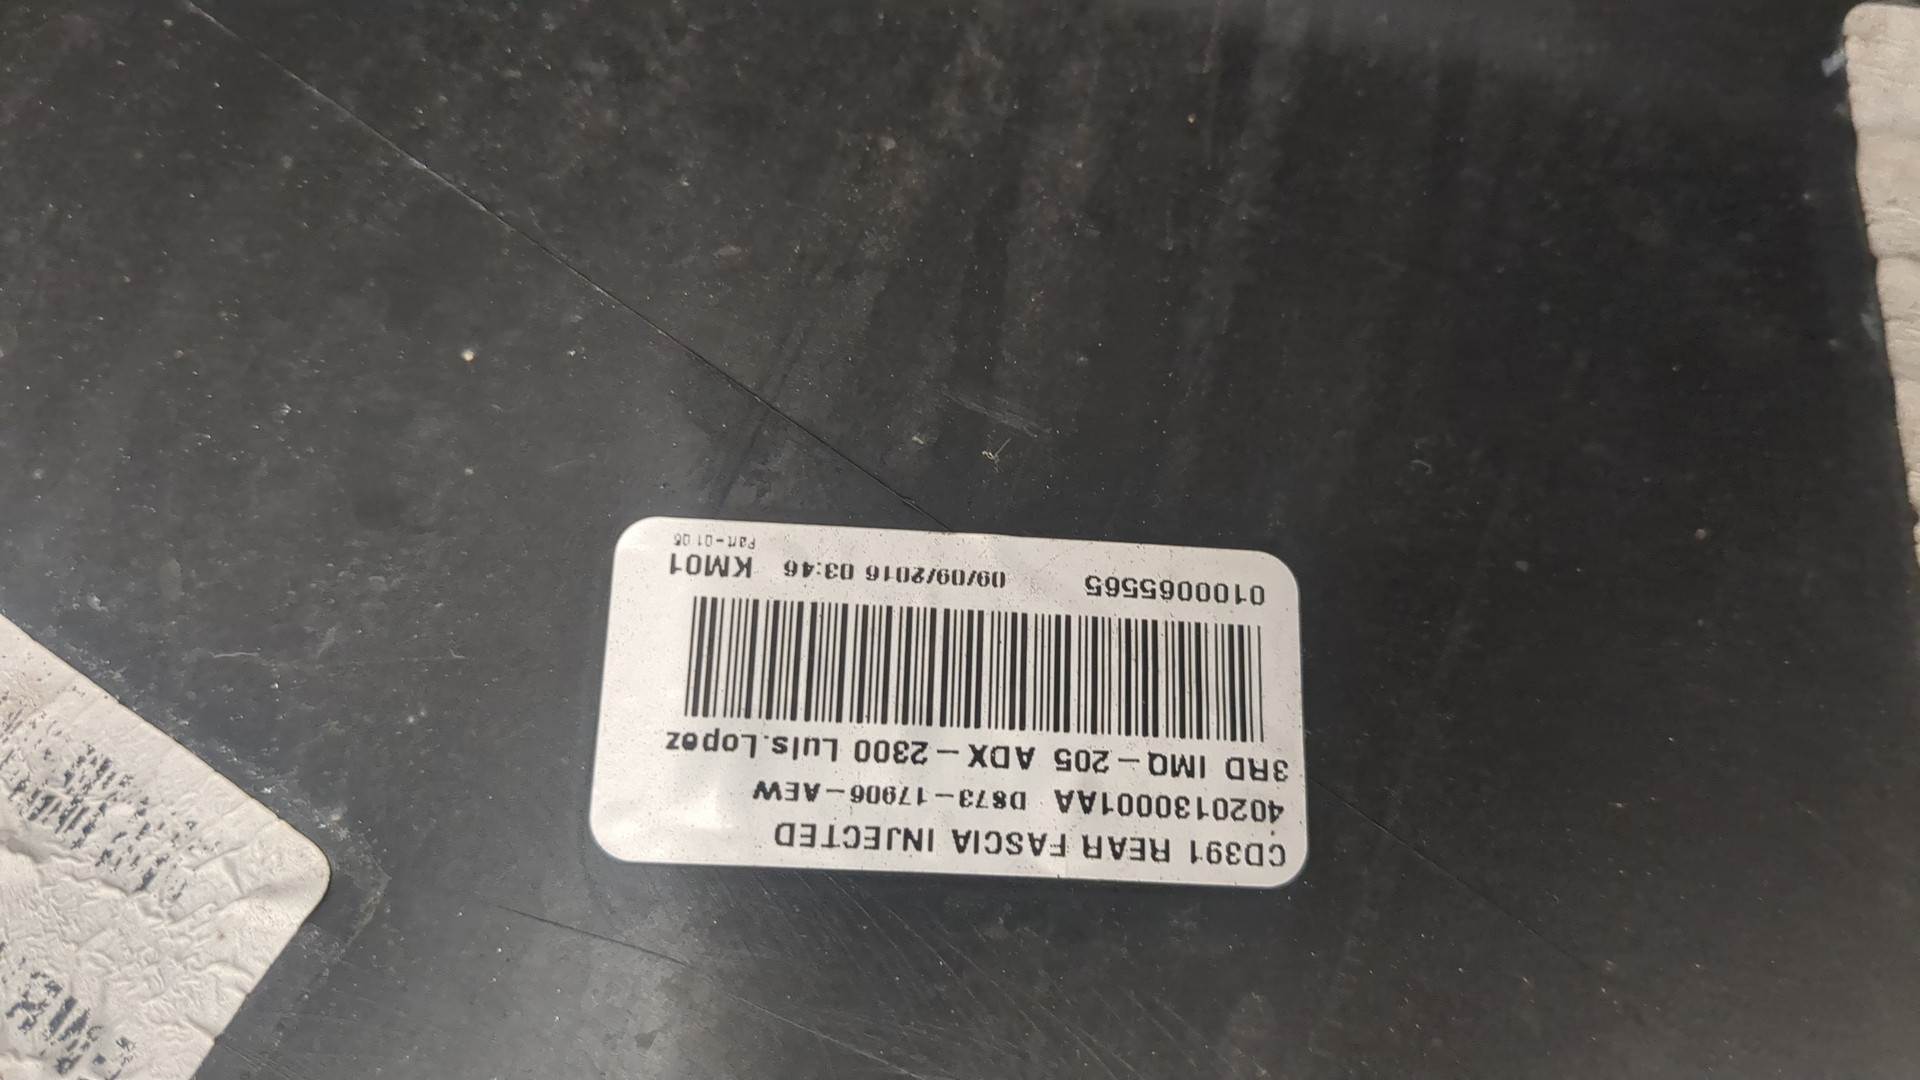 CD391 REAR FASCIA INJECTED
4020130001AA DS73-17906-AEW
3RD IMQ-205 ADX-2300 Luis.Lopez
0100065565 09/09/2016 03:46 KM01
Part-01 05